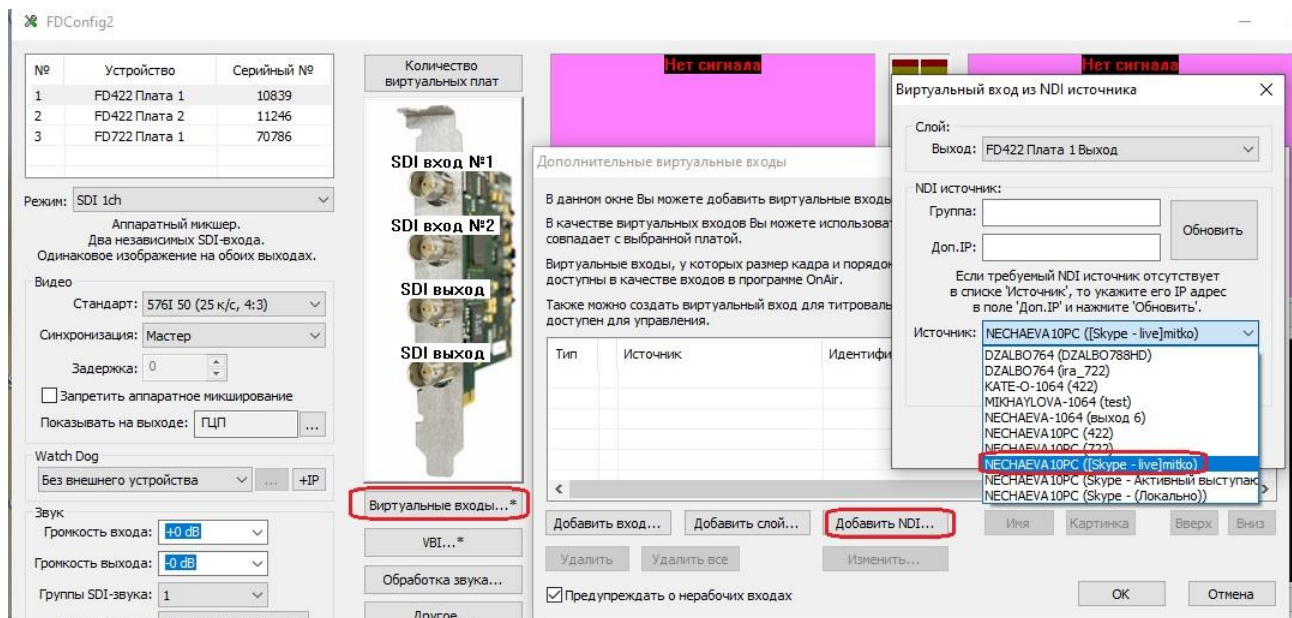 FDConfig2
№ Устройство Серийный №
1 FD422 Плата 1 10839
2 FD422 Плата 2 11246
3 FD722 Плата 1 70786
Режим: SDI 1ch
Аппаратный микшер.
Два независимых SDI-входа.
Одинаковое изображение на обоих выходах.
Видео
Стандарт: 576I 50 (25 к/с, 4:3)
Синхронизация: Мастер
Задержка: 0
Запретить аппаратное микширование
Показывать на выходе: ГЦП ...
Watch Dog
Без внешнего устройства ... +IP
Звук
Громкость входа: +0 dB
Громкость выхода: -0 dB
Группы SDI-звука: 1
Количество
виртуальных плат
SDI вход №1
SDI вход №2
SDI выход
SDI выход
Виртуальные входы...*
VBI...*
Обработка звука...
Другое
Нет сигнала
Нет сигнала
Дополнительные виртуальные входы
В данном окне Вы можете добавить виртуальные входы
В качестве виртуальных входов Вы можете использоват
совпадает с выбранной платой.
Виртуальные входы, у которых размер кадра и порядок
доступны в качестве входов в программе OnAir.
Также можно создать виртуальный вход для титроваль
доступен для управления.
Тип Источник Идентифи
Добавить вход... Добавить слой... Добавить NDI... Имя Картинка Вверх Вниз
Удалить Удалить все Изменить...
Предупреждать о нерабочих входах
OK Отмена
Виртуальный вход из NDI источника
Слой:
Выход: FD422 Плата 1 Выход
NDI источник:
Группа:
Доп.IP:
Обновить
Если требуемый NDI источник отсутствует
в списке 'Источник', то укажите его IP адрес
в поле 'Доп.IP' и нажмите 'Обновить'.
Источник: NECHAEVA10PC ([Skype - live]mitko)
DZALBO764 (DZALBO788HD)
DZALBO764 (ira_722)
KATE-O-1064 (422)
MIKHAYLOVA-1064 (test)
NECHAEVA-1064 (выход 6)
NECHAEVA10PC (422)
NECHAEVA10PC (722)
NECHAEVA10PC ([Skype - live]mitko)
NECHAEVA10PC (Skype - Активный выступаю
NECHAEVA10PC (Skype - (Локально))